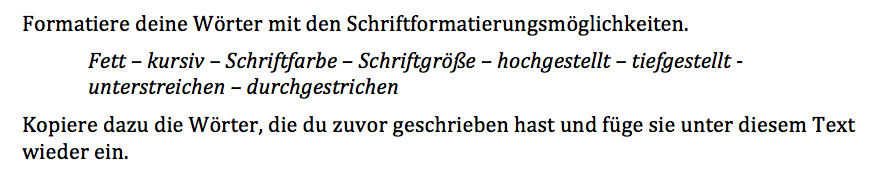 Formatiere deine Wörter mit den Schriftformatierungsmöglichkeiten.
Fett – kursiv – Schriftfarbe – Schriftgröße – hochgestellt – tiefgestellt -
unterstreichen – durchgestrichen
Kopiere dazu die Wörter, die du zuvor geschrieben hast und füge sie unter diesem Text
wieder ein.